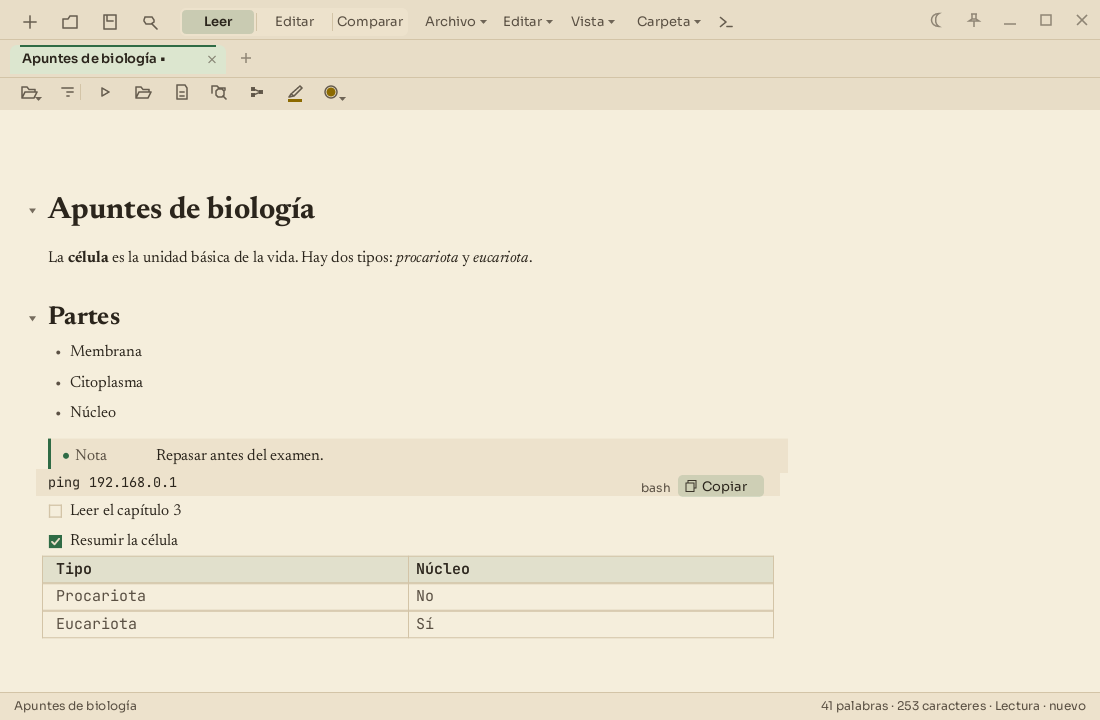 Leer Editar Comparar Archivo Editar Vista Carpeta
Apuntes de biología •
Apuntes de biología
La célula es la unidad básica de la vida. Hay dos tipos: procariota y eucariota.
Partes
• Membrana
• Citoplasma
• Núcleo
● Nota Repasar antes del examen.
ping 192.168.0.1 bash Copiar
Leer el capítulo 3
Resumir la célula
Tipo Núcleo
Procariota No
Eucariota Sí
Apuntes de biología 41 palabras · 253 caracteres · Lectura · nuevo